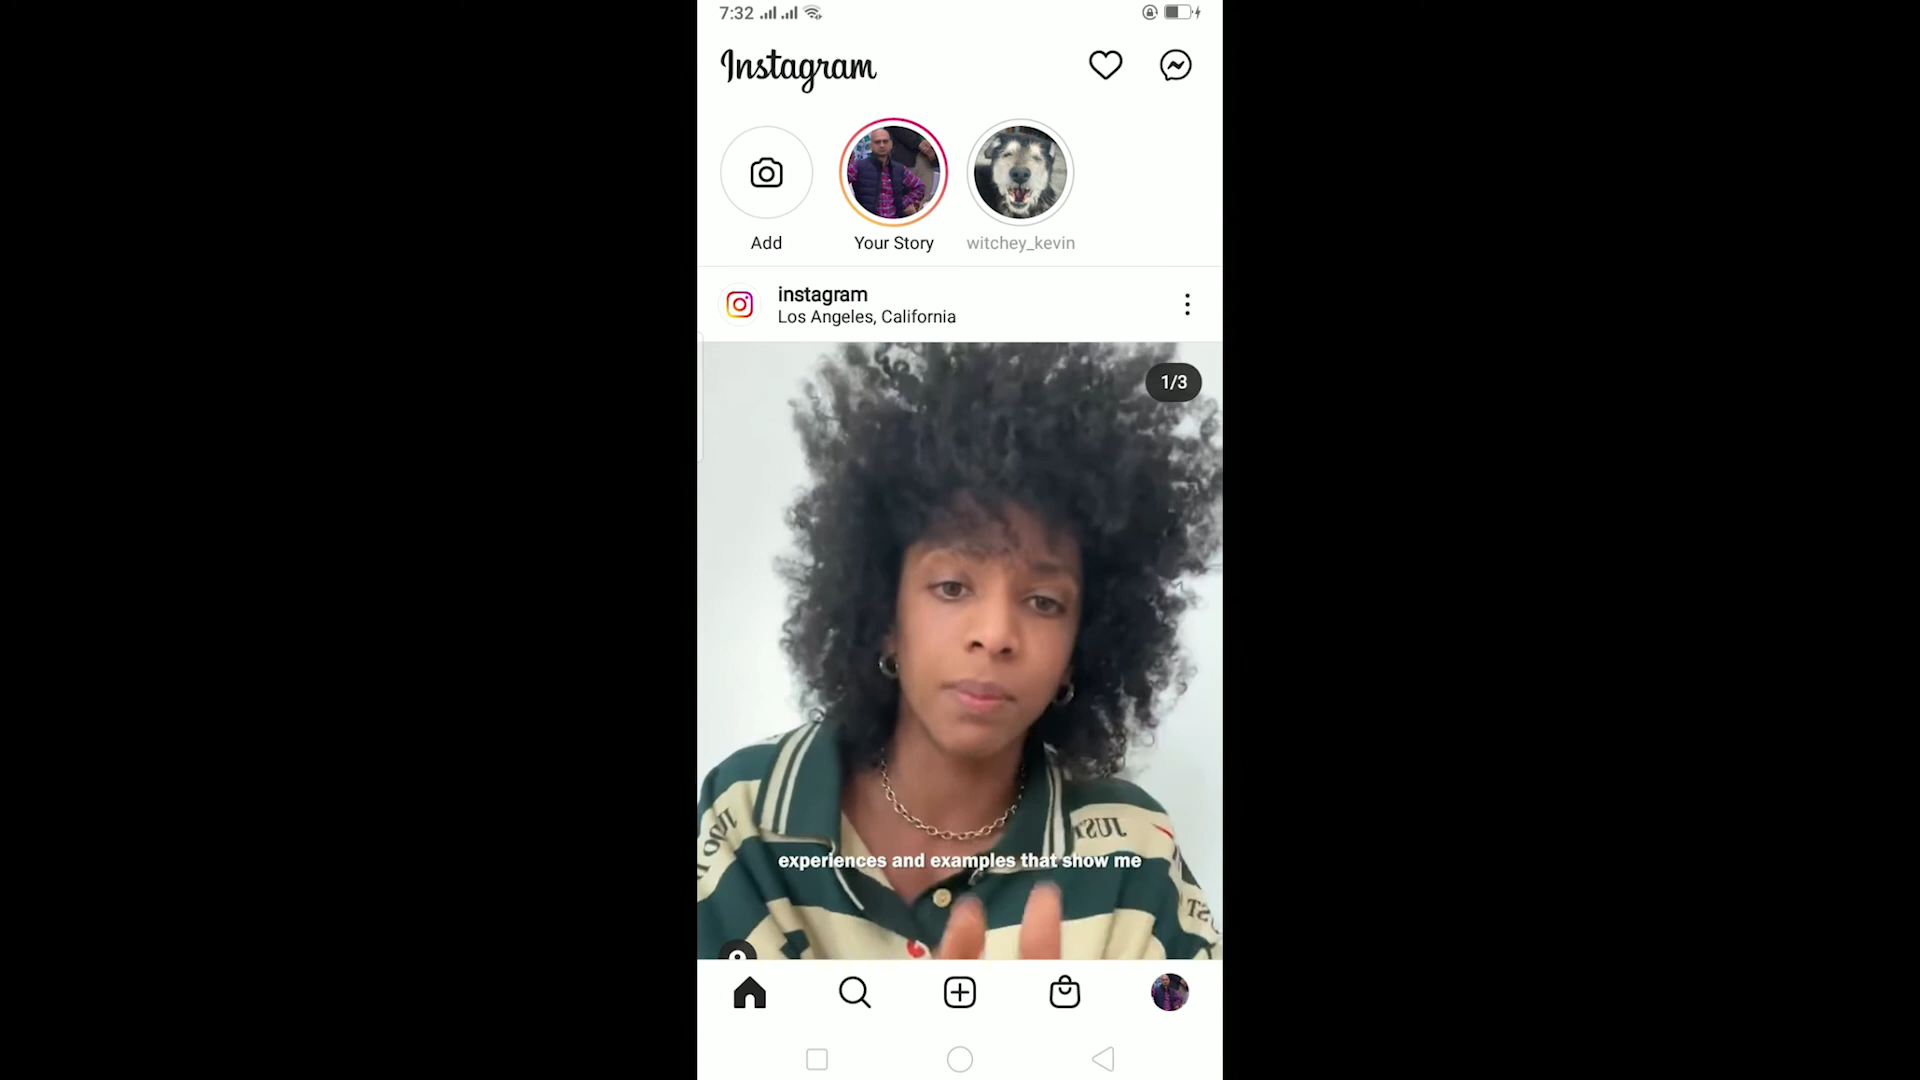 7:32
Instagram
Add
Your Story
witchey_kevin
instagram
Los Angeles, California
1/3
JUST
experiences and examples that show me